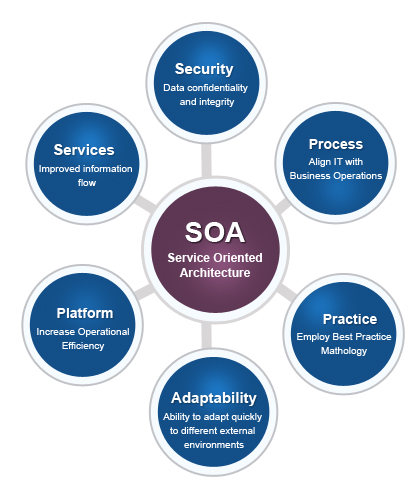 Security
Data confidentiality
and integrity
Services
Improved information
flow
Process
Align IT with
Business Operations
SOA
Service Oriented
Architecture
Platform
Increase Operational
Efficiency
Practice
Employ Best Practice
Mathology
Adaptability
Ability to adapt quickly
to different external
environments